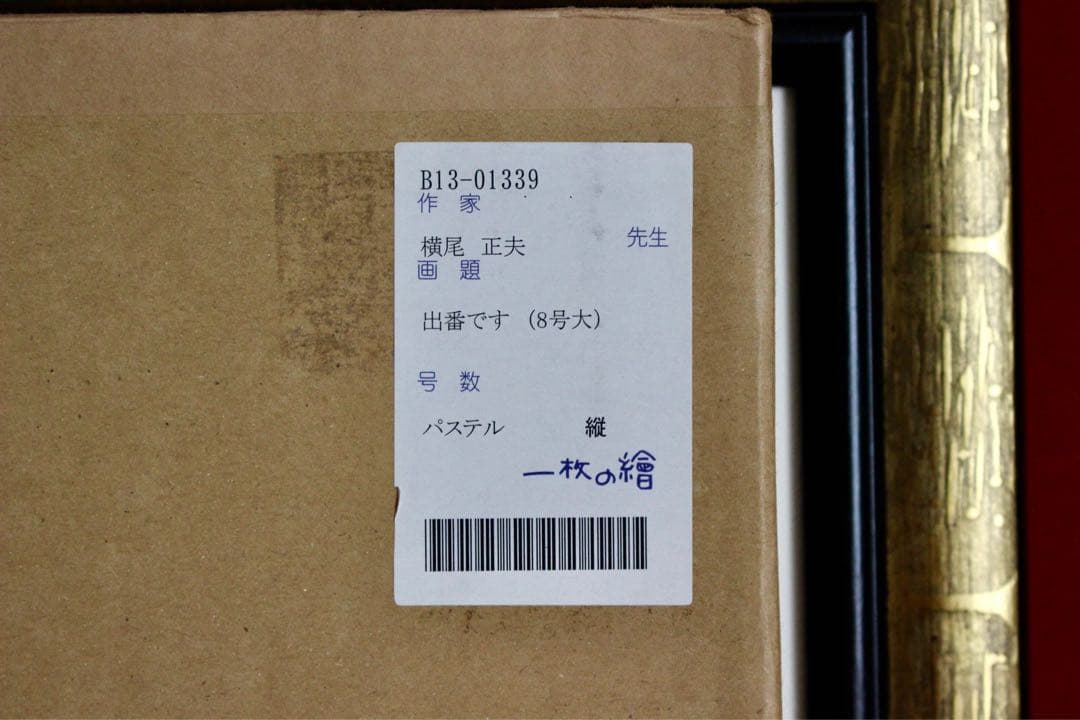 B13-01339
作 家
横尾 正夫 先生
画 題
出番です (8号大)
号 数
パステル 縦
一枚の繪